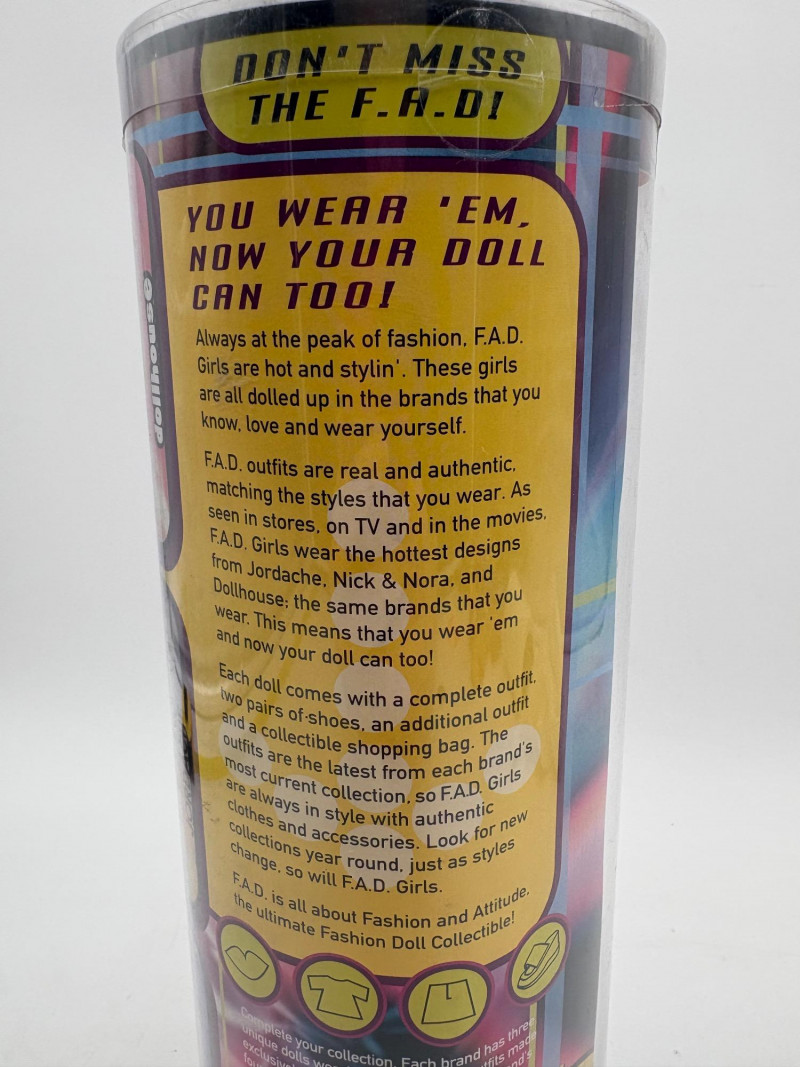 DON'T MISS
THE F.A.D!
YOU WEAR 'EM,
NOW YOUR DOLL
CAN TOO!
Always at the peak of fashion, F.A.D.
Girls are hot and stylin'. These girls
are all dolled up in the brands that you
know, love and wear yourself.
F.A.D. outfits are real and authentic,
matching the styles that you wear. As
seen in stores, on TV and in the movies,
F.A.D. Girls wear the hottest designs
from Jordache, Nick & Nora, and
Dollhouse; the same brands that you
wear. This means that you wear 'em
and now your doll can too!
Each doll comes with a complete outfit,
two pairs of shoes, an additional outfit
and a collectible shopping bag. The
outfits are the latest from each brand's
most current collection, so F.A.D. Girls
are always in style with authentic
clothes and accessories. Look for new
collections year round, just as styles
change, so will F.A.D. Girls.
F.A.D. is all about Fashion and Attitude,
the ultimate Fashion Doll Collectible!
Complete your collection. Each brand has three
unique dolls
dollhouse